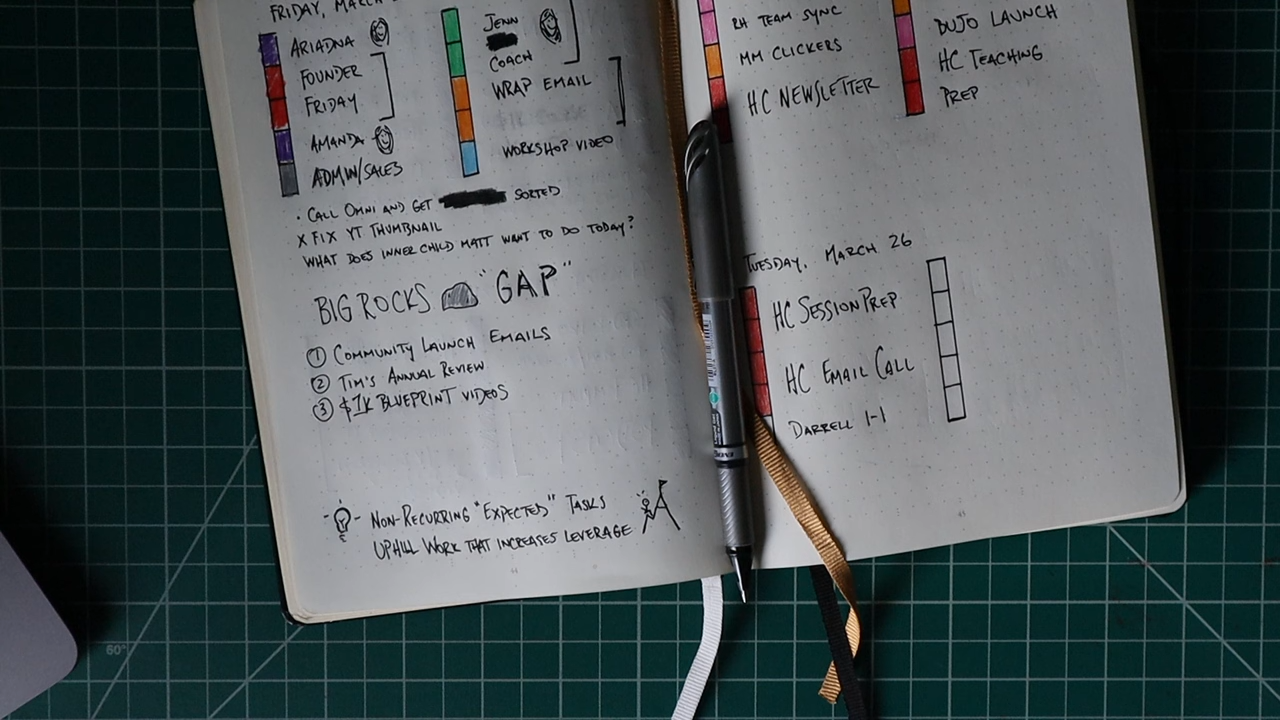 FRIDAY, MARCH
ARIADNA
FOUNDER
FRIDAY
AMANDA
ADMIN/SALES
JENN
COACH
WRAP EMAIL
WORKSHOP VIDEO
· CALL OMNI AND GET SORTED
X FIX YT THUMBNAIL
WHAT DOES INNER CHILD MATT WANT TO DO TODAY?
BIG ROCKS "GAP"
① COMMUNITY LAUNCH EMAILS
② TIM'S ANNUAL REVIEW
③ $1K BLUEPRINT VIDEOS
NON-RECURRING "EXPECTED" TASKS
UPHILL WORK THAT INCREASES LEVERAGE
RH TEAM SYNC
MM CLICKERS
HC NEWSLETTER
BUJO LAUNCH
HC TEACHING
PREP
TUESDAY, MARCH 26
HC SESSION PREP
HC EMAIL CALL
DARRELL 1-1
60°